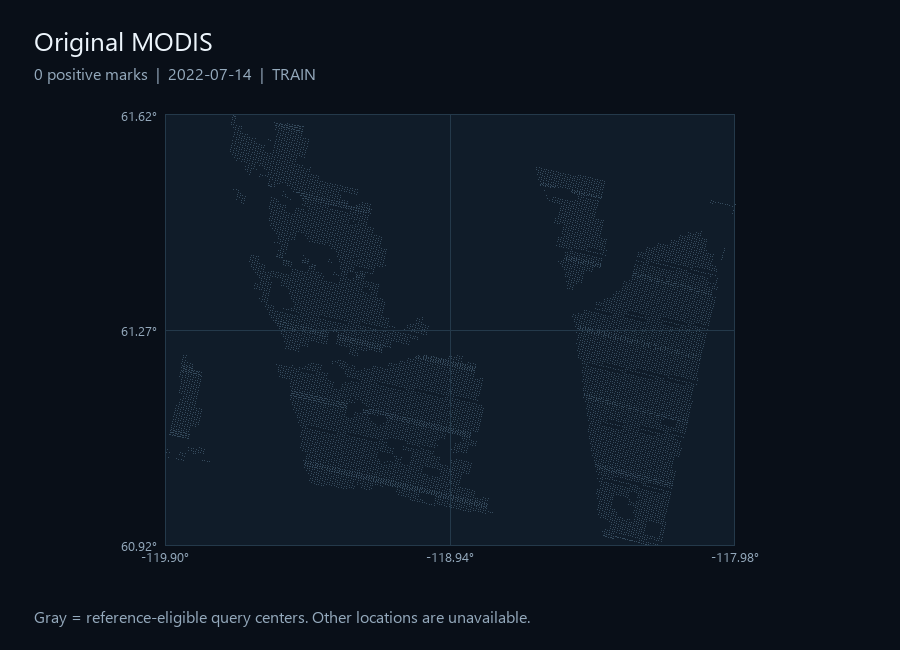 Original MODIS
0 positive marks | 2022-07-14 | TRAIN
61.62°
61.27°
60.92°
-119.90°
-118.94°
-117.98°
Gray = reference-eligible query centers. Other locations are unavailable.